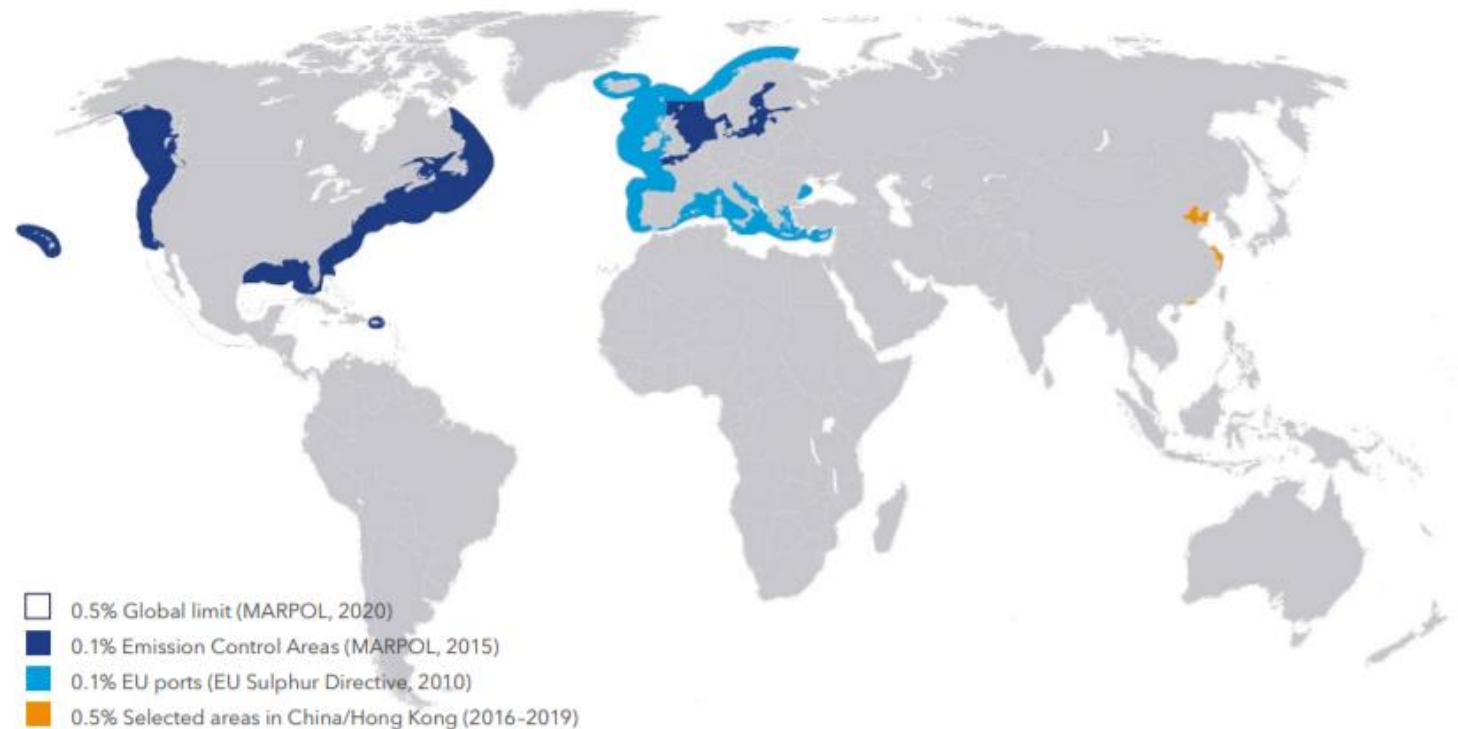 0.5% Global limit (MARPOL, 2020)
0.1% Emission Control Areas (MARPOL, 2015)
0.1% EU ports (EU Sulphur Directive, 2010)
0.5% Selected areas in China/Hong Kong (2016–2019)